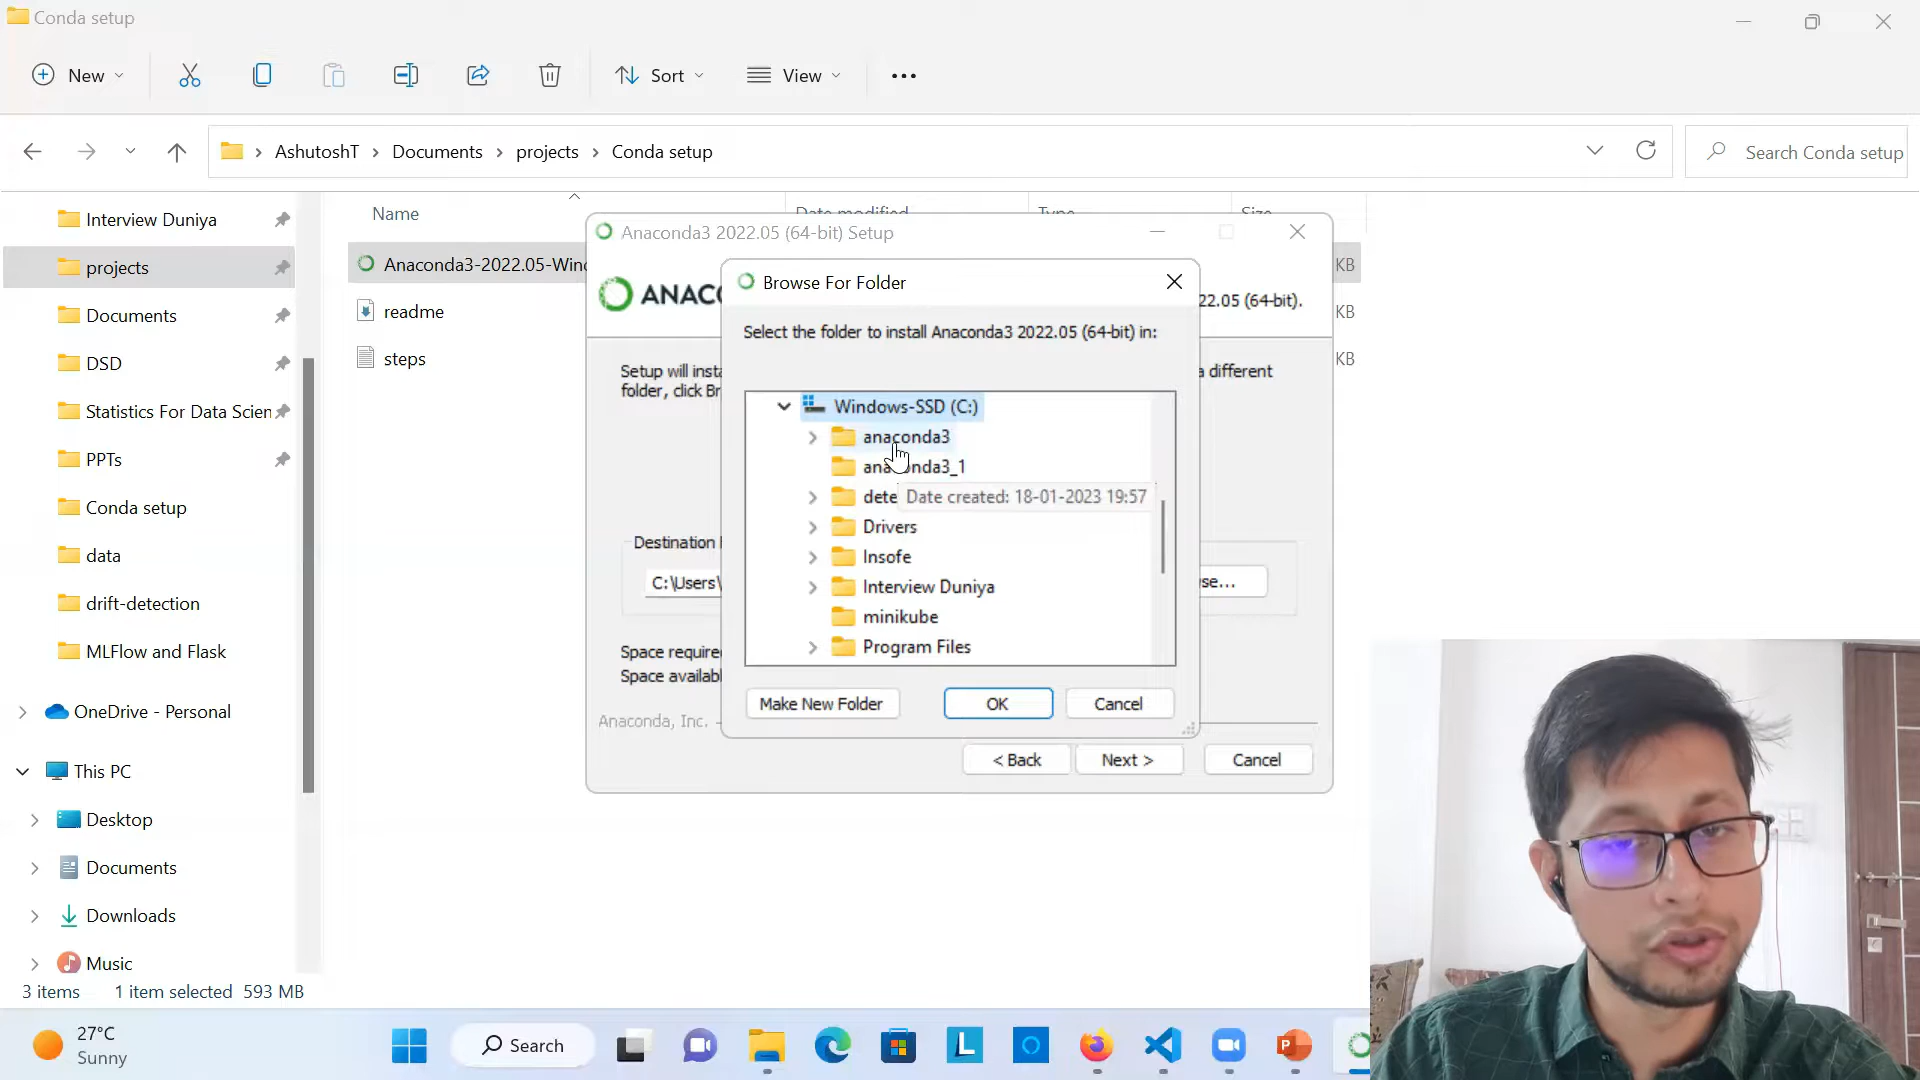 Conda setup
New
Sort
View
AshutoshT
Documents
projects
Conda setup
Search Conda setup
Interview Duniya
projects
Documents
DSD
Statistics For Data Scien
PPTs
Conda setup
data
drift-detection
MLFlow and Flask
OneDrive - Personal
This PC
Desktop
Documents
Downloads
Music
3 items
1 item selected 593 MB
Name
Date modified
Type
Size
Anaconda3-2022.05-Wind
KB
readme
KB
steps
KB
Anaconda3 2022.05 (64-bit) Setup
ANACO
22.05 (64-bit).
Setup will insta
a different
folder, click Br
Destination
C:\Users\
se...
Space require
Space availabl
Anaconda, Inc.
< Back
Next >
Cancel
Browse For Folder
Select the folder to install Anaconda3 2022.05 (64-bit) in:
Windows-SSD (C:)
anaconda3
anaconda3_1
dete
Date created: 18-01-2023 19:57
Drivers
Insofe
Interview Duniya
minikube
Program Files
Make New Folder
OK
Cancel
27°C
Sunny
Search